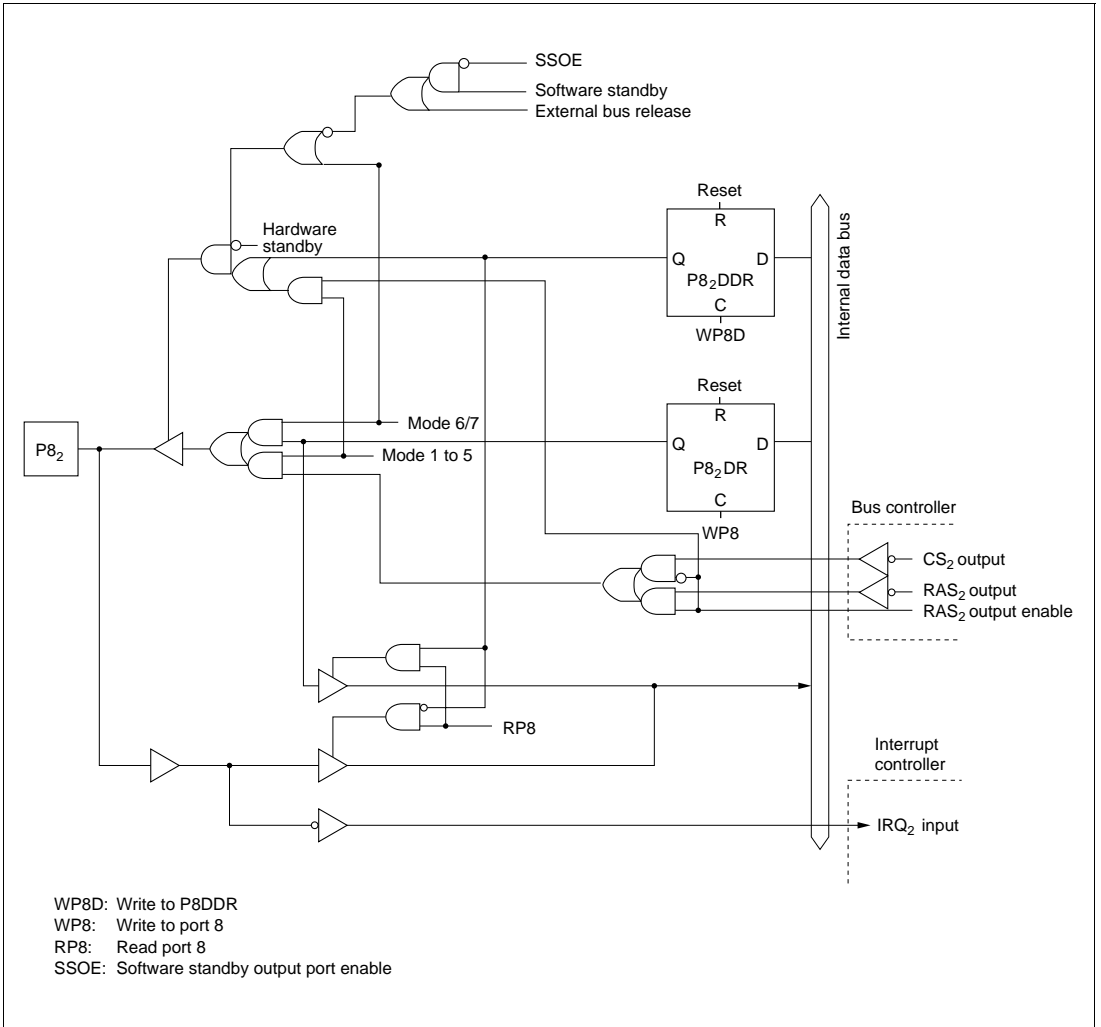 SSOE
Software standby
External bus release
Reset
R
Hardware
standby
Q
D
P8₂DDR
C
WP8D
Internal data bus
Reset
R
Mode 6/7
Q
D
P8₂
Mode 1 to 5
P8₂DR
C
WP8
Bus controller
CS₂ output
RAS₂ output
RAS₂ output enable
RP8
Interrupt
controller
IRQ₂ input
WP8D: Write to P8DDR
WP8: Write to port 8
RP8: Read port 8
SSOE: Software standby output port enable